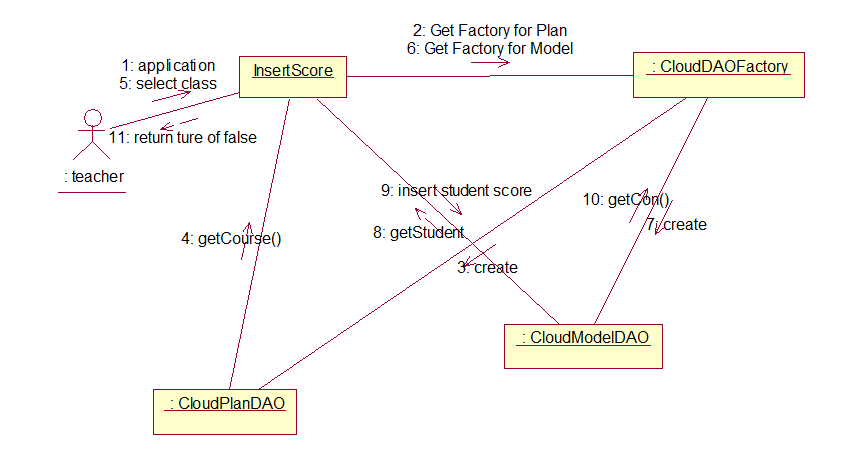 2: Get Factory for Plan
6: Get Factory for Model
1: application
5: select class
InsertScore
: CloudDAOFactory
11: return ture of false
: teacher
9: insert student score
10: getCon()
8: getStudent
7: create
4: getCourse()
3: create
: CloudModelDAO
: CloudPlanDAO